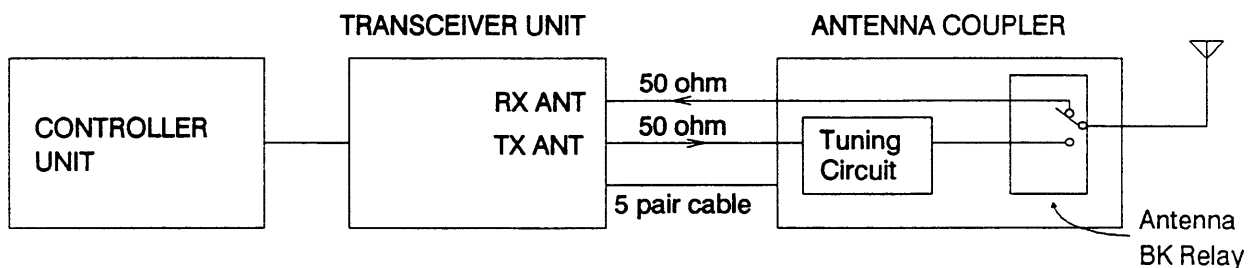 TRANSCEIVER UNIT
ANTENNA COUPLER
CONTROLLER
UNIT
RX ANT
TX ANT
50 ohm
50 ohm
5 pair cable
Tuning
Circuit
Antenna
BK Relay